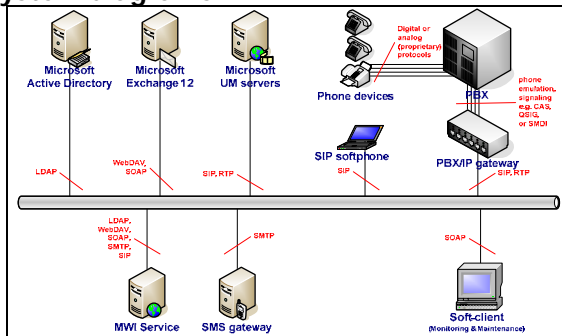 Microsoft
Active Directory
Microsoft
Exchange 12
Microsoft
UM servers
Phone devices
Digital or
analog
(proprietary)
protocols
PBX
phone
emulation,
signaling
e.g. CAS,
QSIG,
or SMDI
SIP softphone
PBX/IP gateway
LDAP
WebDAV,
SOAP
SIP, RTP
SIP
SIP, RTP
LDAP,
WebDAV,
SOAP,
SMTP,
SIP
SMTP
SOAP
MWI Service
SMS gateway
Soft-client
(Monitoring & Maintenance)